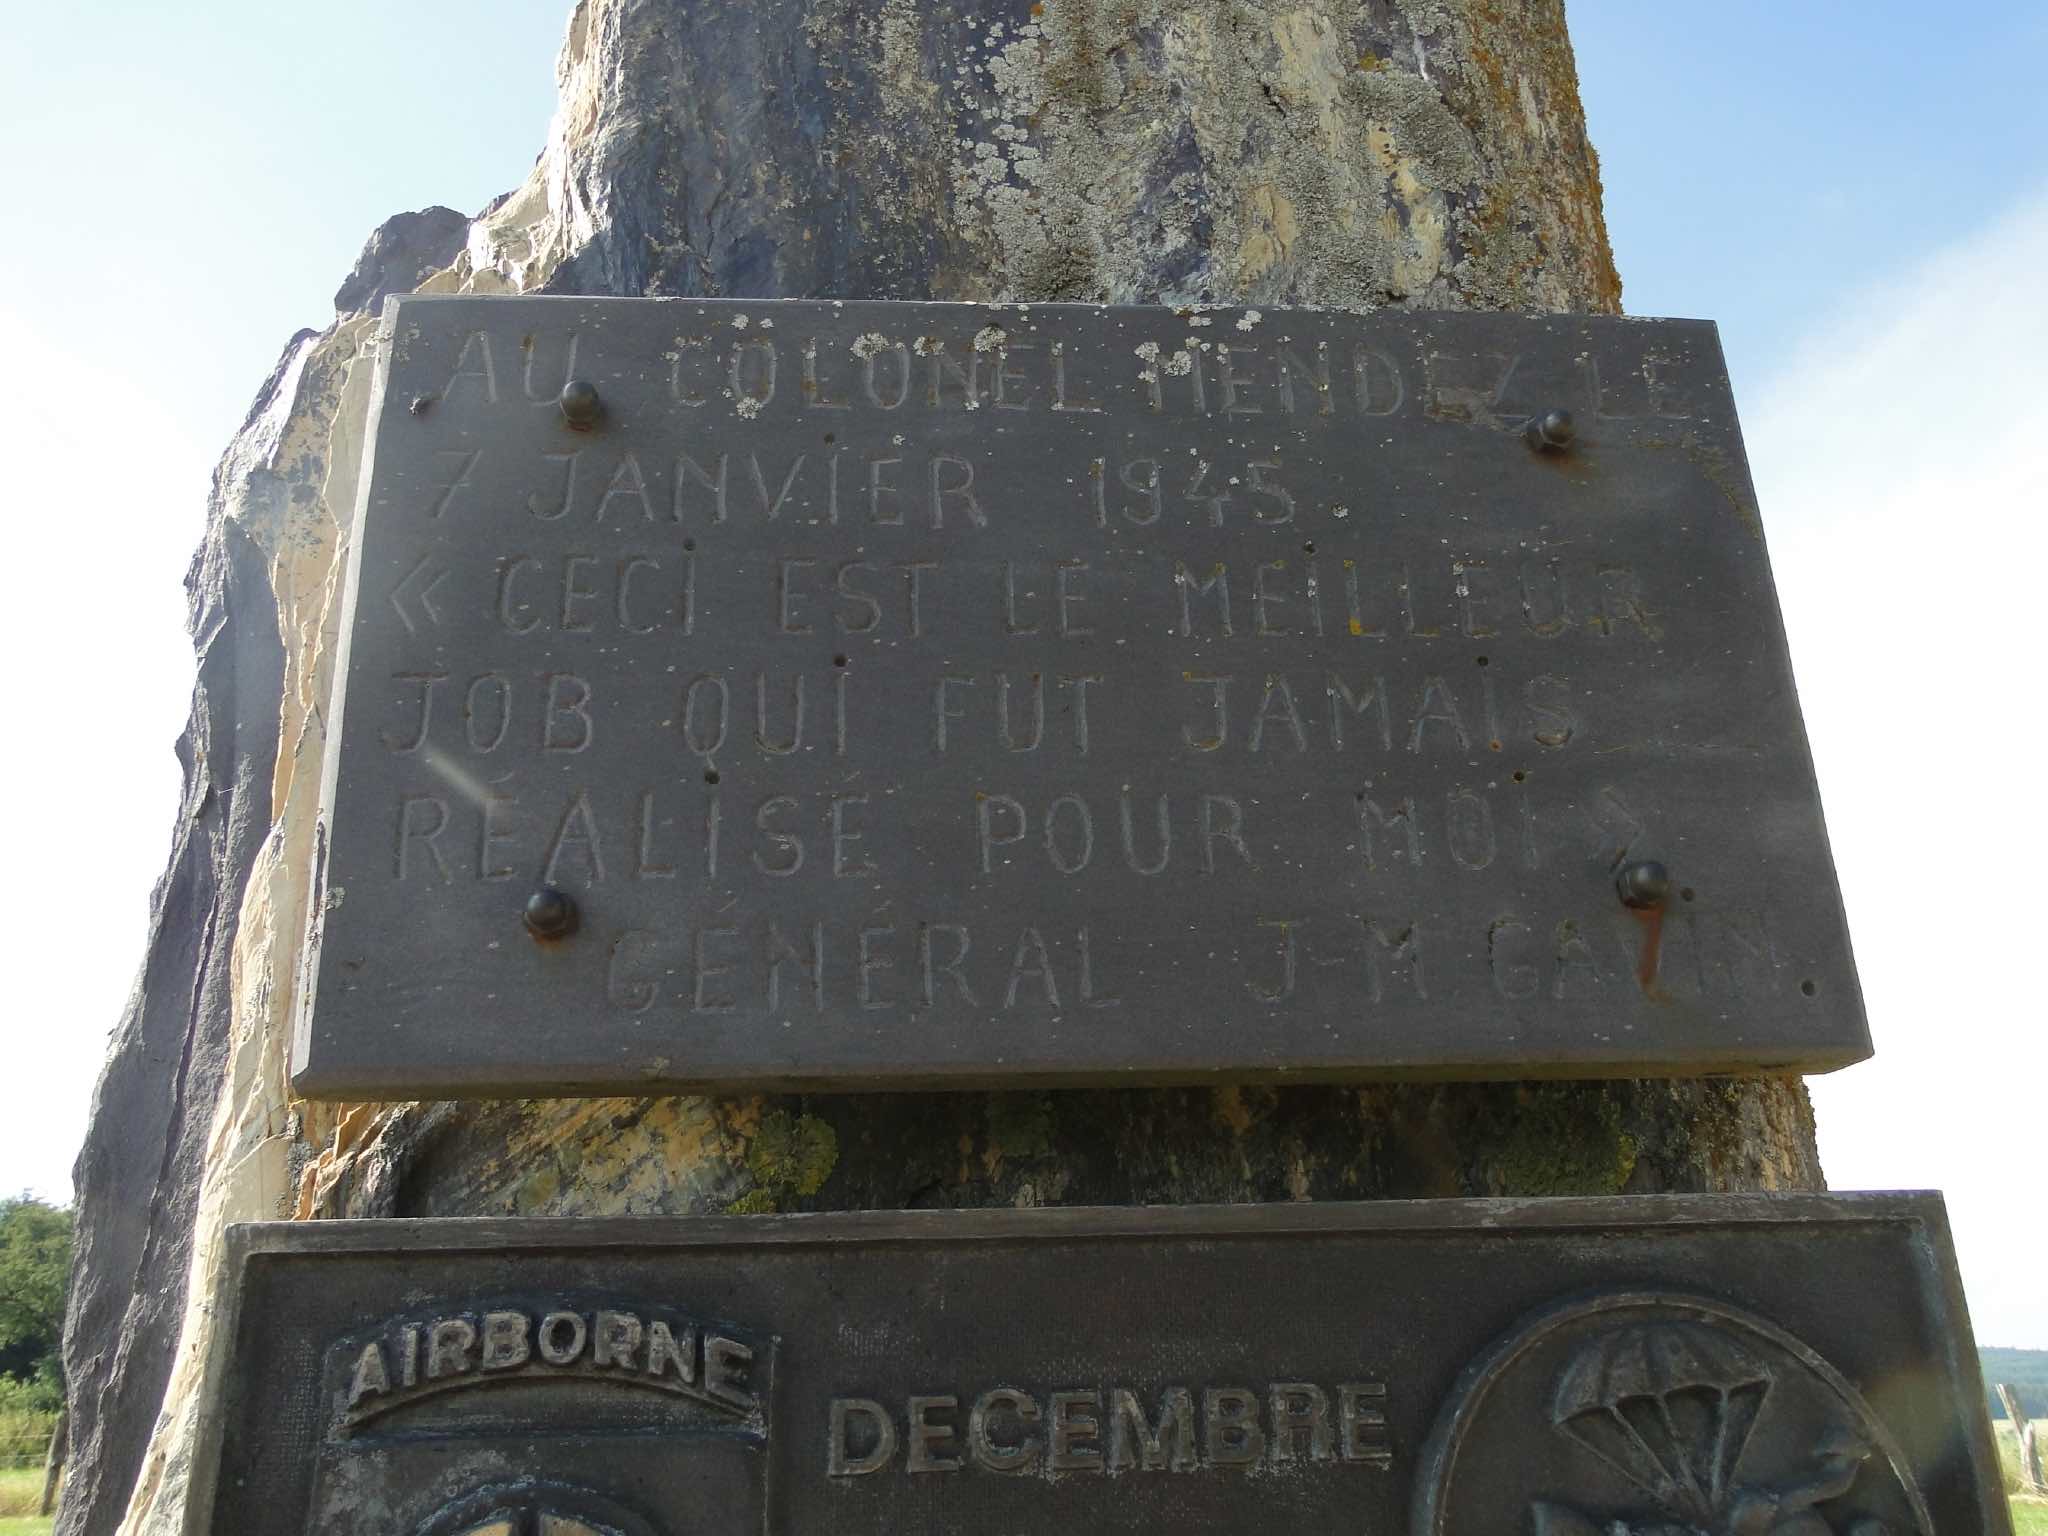 AU COLONEL MENDEZ LE
7 JANVIER 1945
« CECI EST LE MEILLEUR
JOB QUI FUT JAMAIS
RÉALISÉ POUR MOI »
GÉNÉRAL J-M GAVIN
AIRBORNE
DECEMBRE